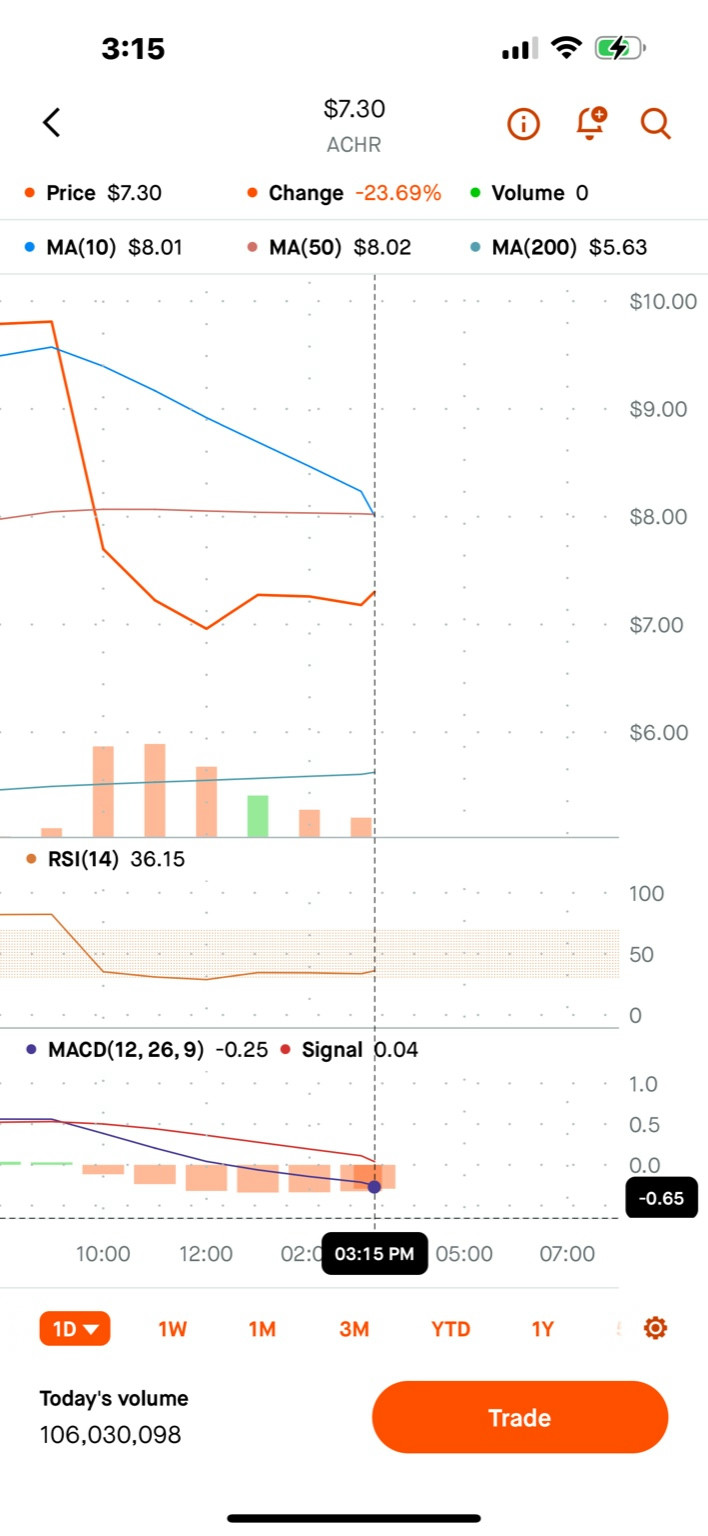 3:15
$7.30
ACHR
Price $7.30 Change -23.69% Volume 0
MA(10) $8.01 MA(50) $8.02 MA(200) $5.63
$10.00
$9.00
$8.00
$7.00
$6.00
RSI(14) 36.15
100
50
0
MACD(12, 26, 9) -0.25 Signal 0.04
1.0
0.5
0.0
-0.65
10:00 12:00 02:0 03:15 PM 05:00 07:00
1D 1W 1M 3M YTD 1Y
Today's volume
106,030,098
Trade